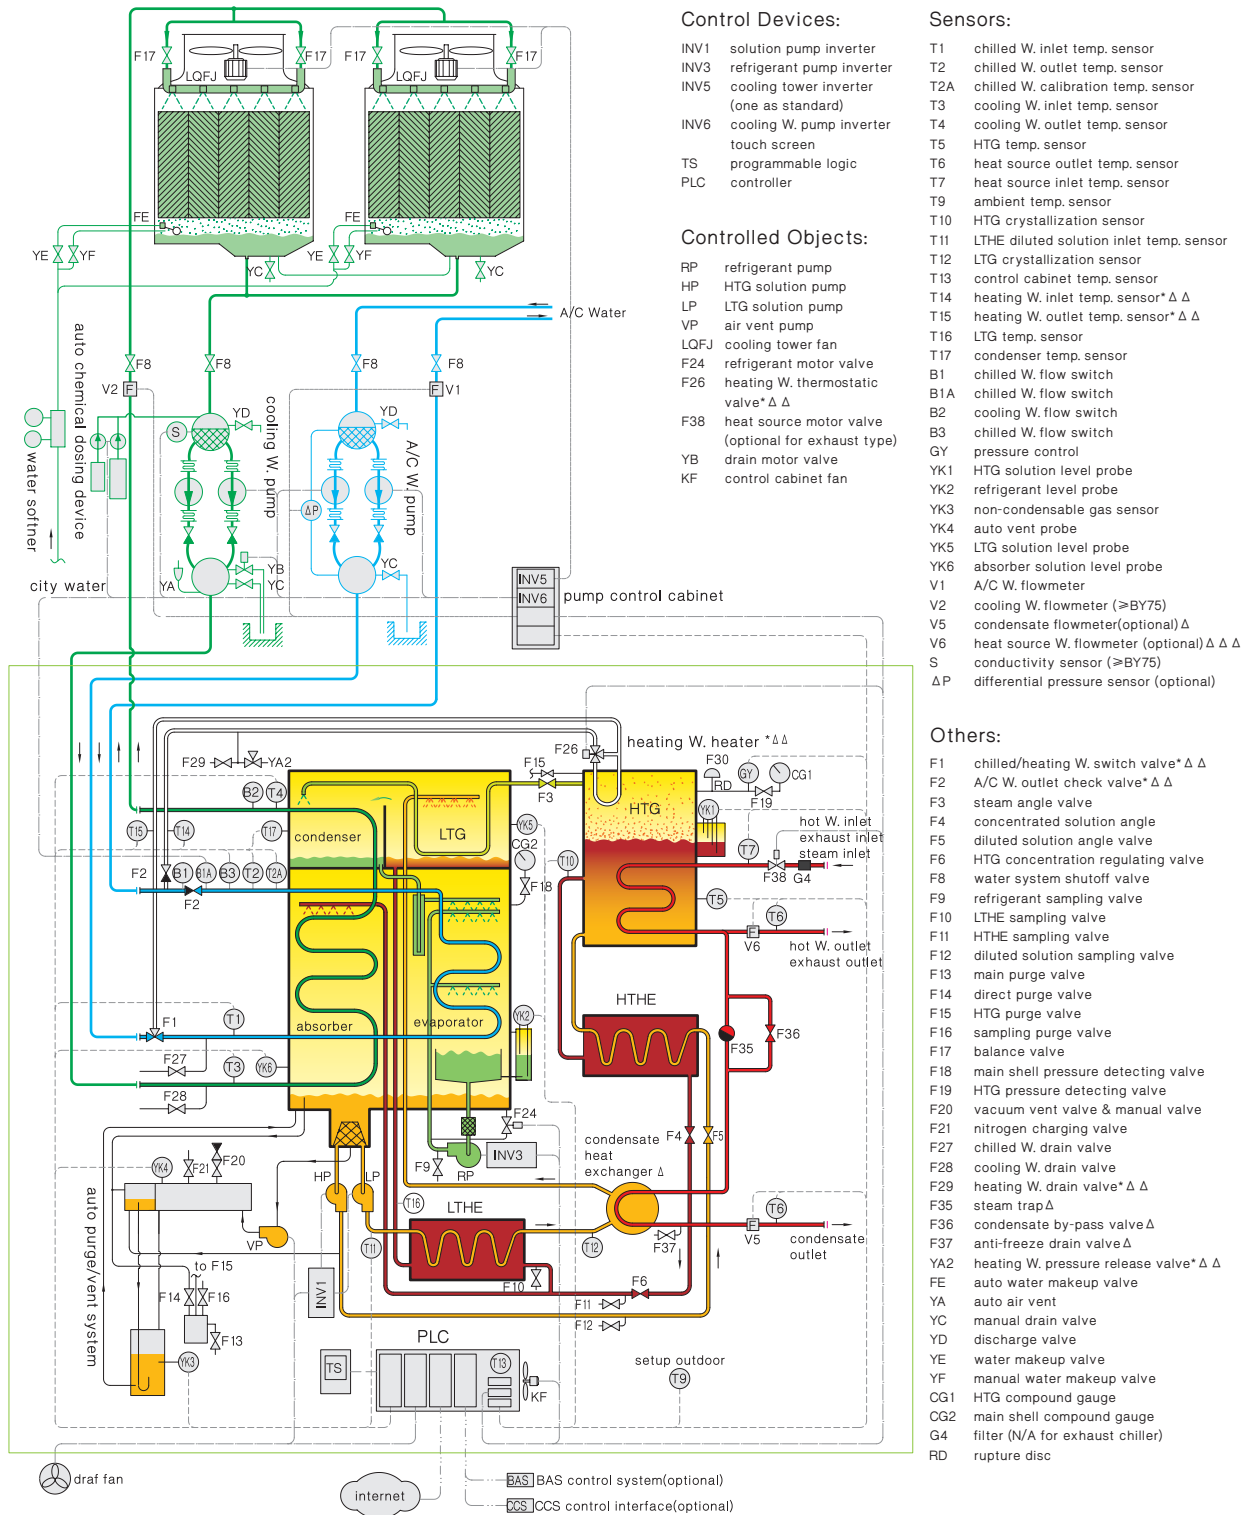 Control Devices:
INV1 solution pump inverter
INV3 refrigerant pump inverter
INV5 cooling tower inverter
(one as standard)
INV6 cooling W. pump inverter
touch screen
TS programmable logic
PLC controller
Controlled Objects:
RP refrigerant pump
HP HTG solution pump
LP LTG solution pump
VP air vent pump
LQFJ cooling tower fan
F24 refrigerant motor valve
F26 heating W. thermostatic
valve*ΔΔ
F38 heat source motor valve
(optional for exhaust type)
YB drain motor valve
KF control cabinet fan
Sensors:
T1 chilled W. inlet temp. sensor
T2 chilled W. outlet temp. sensor
T2A chilled W. calibration temp. sensor
T3 cooling W. inlet temp. sensor
T4 cooling W. outlet temp. sensor
T5 HTG temp. sensor
T6 heat source outlet temp. sensor
T7 heat source inlet temp. sensor
T9 ambient temp. sensor
T10 HTG crystallization sensor
T11 LTHE diluted solution inlet temp. sensor
T12 LTG crystallization sensor
T13 control cabinet temp. sensor
T14 heating W. inlet temp. sensor*ΔΔ
T15 heating W. outlet temp. sensor*ΔΔ
T16 LTG temp. sensor
T17 condenser temp. sensor
B1 chilled W. flow switch
B1A chilled W. flow switch
B2 cooling W. flow switch
B3 chilled W. flow switch
GY pressure control
YK1 HTG solution level probe
YK2 refrigerant level probe
YK3 non-condensable gas sensor
YK4 auto vent probe
YK5 LTG solution level probe
YK6 absorber solution level probe
V1 A/C W. flowmeter
V2 cooling W. flowmeter (≥BY75)
V5 condensate flowmeter(optional)Δ
V6 heat source W. flowmeter (optional)ΔΔΔ
S conductivity sensor (≥BY75)
ΔP differential pressure sensor (optional)
Others:
F1 chilled/heating W. switch valve*ΔΔ
F2 A/C W. outlet check valve*ΔΔ
F3 steam angle valve
F4 concentrated solution angle
F5 diluted solution angle valve
F6 HTG concentration regulating valve
F8 water system shutoff valve
F9 refrigerant sampling valve
F10 LTHE sampling valve
F11 HTHE sampling valve
F12 diluted solution sampling valve
F13 main purge valve
F14 direct purge valve
F15 HTG purge valve
F16 sampling purge valve
F17 balance valve
F18 main shell pressure detecting valve
F19 HTG pressure detecting valve
F20 vacuum vent valve & manual valve
F21 nitrogen charging valve
F27 chilled W. drain valve
F28 cooling W. drain valve
F29 heating W. drain valve*ΔΔ
F35 steam trapΔ
F36 condensate by-pass valveΔ
F37 anti-freeze drain valveΔ
YA2 heating W. pressure release valve*ΔΔ
FE auto water makeup valve
YA auto air vent
YC manual drain valve
YD discharge valve
YE water makeup valve
YF manual water makeup valve
CG1 HTG compound gauge
CG2 main shell compound gauge
G4 filter (N/A for exhaust chiller)
RD rupture disc
F17
LQFJ
F17
F17
LQFJ
F17
FE
YE
YF
YC
FE
YE
YF
YC
A/C Water
F8
F8
F8
F8
V2
F
F
V1
auto chemical dosing device
water softner
city water
cooling W. pump
A/C W. pump
YD
YD
S
ΔP
YA
YB
YC
YC
INV5
INV6
pump control cabinet
F29
YA2
F26
heating W. heater *ΔΔ
F15
F3
F30
RD
GY
CG1
F19
B2
T4
T15
T14
T17
condenser
LTG
YK5
CG2
F18
HTG
YK1
T7
hot W. inlet
exhaust inlet
steam inlet
F38
G4
T10
T5
T6
F
V6
hot W. outlet
exhaust outlet
F2
B1
B1A
B3
T2
T2A
F2
F1
T1
absorber
evaporator
YK2
F27
T3
YK6
F28
HTHE
F35
F36
F24
F4
F5
F9
RP
INV3
condensate
heat
exchanger Δ
HP
LP
T16
LTHE
T11
T12
F37
F
V5
T6
condensate
outlet
F10
F6
F11
F12
auto purge/vent system
YK4
F21
F20
VP
to F15
F14
F16
F13
YK3
INV1
PLC
TS
T13
KF
setup outdoor
T9
draf fan
internet
BAS BAS control system(optional)
CCS CCS control interface(optional)